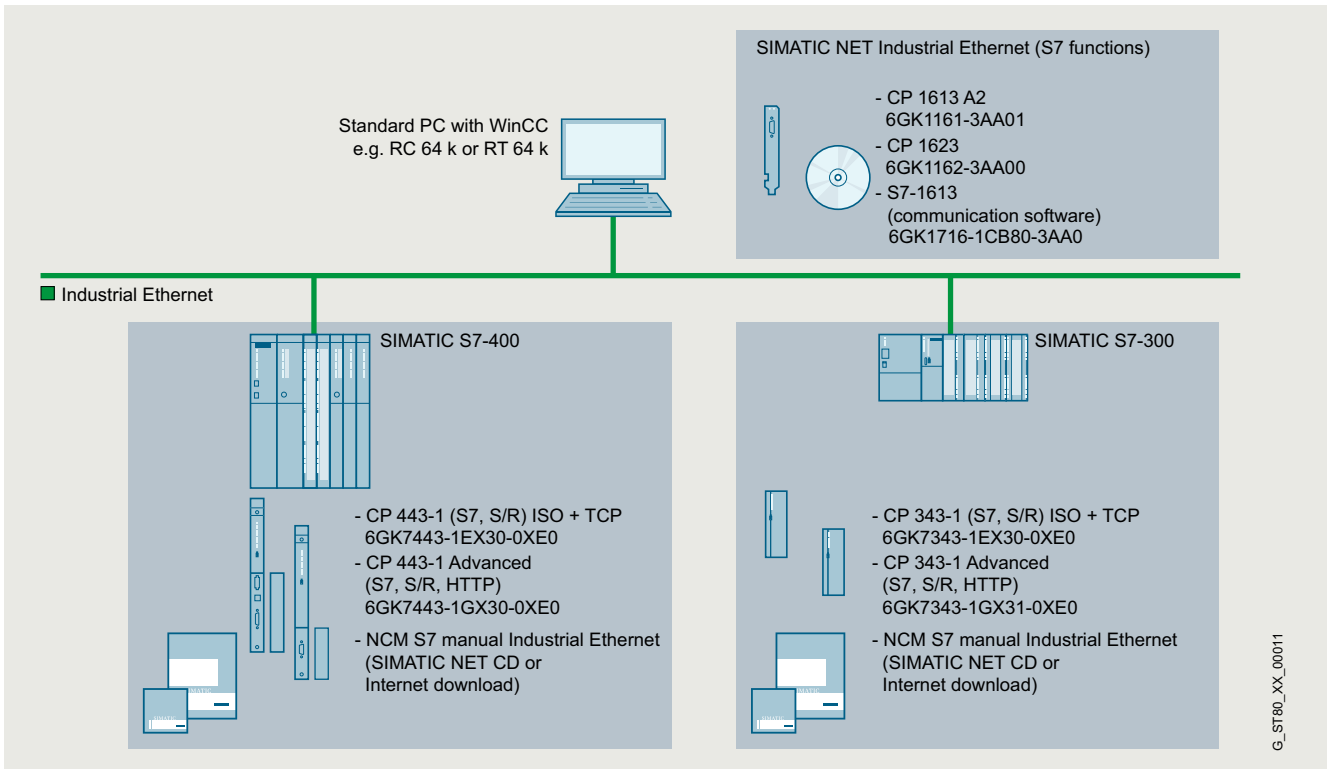 SIMATIC NET Industrial Ethernet (S7 functions)
- CP 1613 A2
6GK1161-3AA01
- CP 1623
6GK1162-3AA00
- S7-1613
(communication software)
6GK1716-1CB80-3AA0
Standard PC with WinCC
e.g. RC 64 k or RT 64 k
Industrial Ethernet
SIMATIC S7-400
- CP 443-1 (S7, S/R) ISO + TCP
6GK7443-1EX30-0XE0
- CP 443-1 Advanced
(S7, S/R, HTTP)
6GK7443-1GX30-0XE0
- NCM S7 manual Industrial Ethernet
(SIMATIC NET CD or
Internet download)
SIMATIC
SIMATIC
SIMATIC S7-300
- CP 343-1 (S7, S/R) ISO + TCP
6GK7343-1EX30-0XE0
- CP 343-1 Advanced
(S7, S/R, HTTP)
6GK7343-1GX31-0XE0
- NCM S7 manual Industrial Ethernet
(SIMATIC NET CD or
Internet download)
SIMATIC
SIMATIC
G_ST80_XX_00011